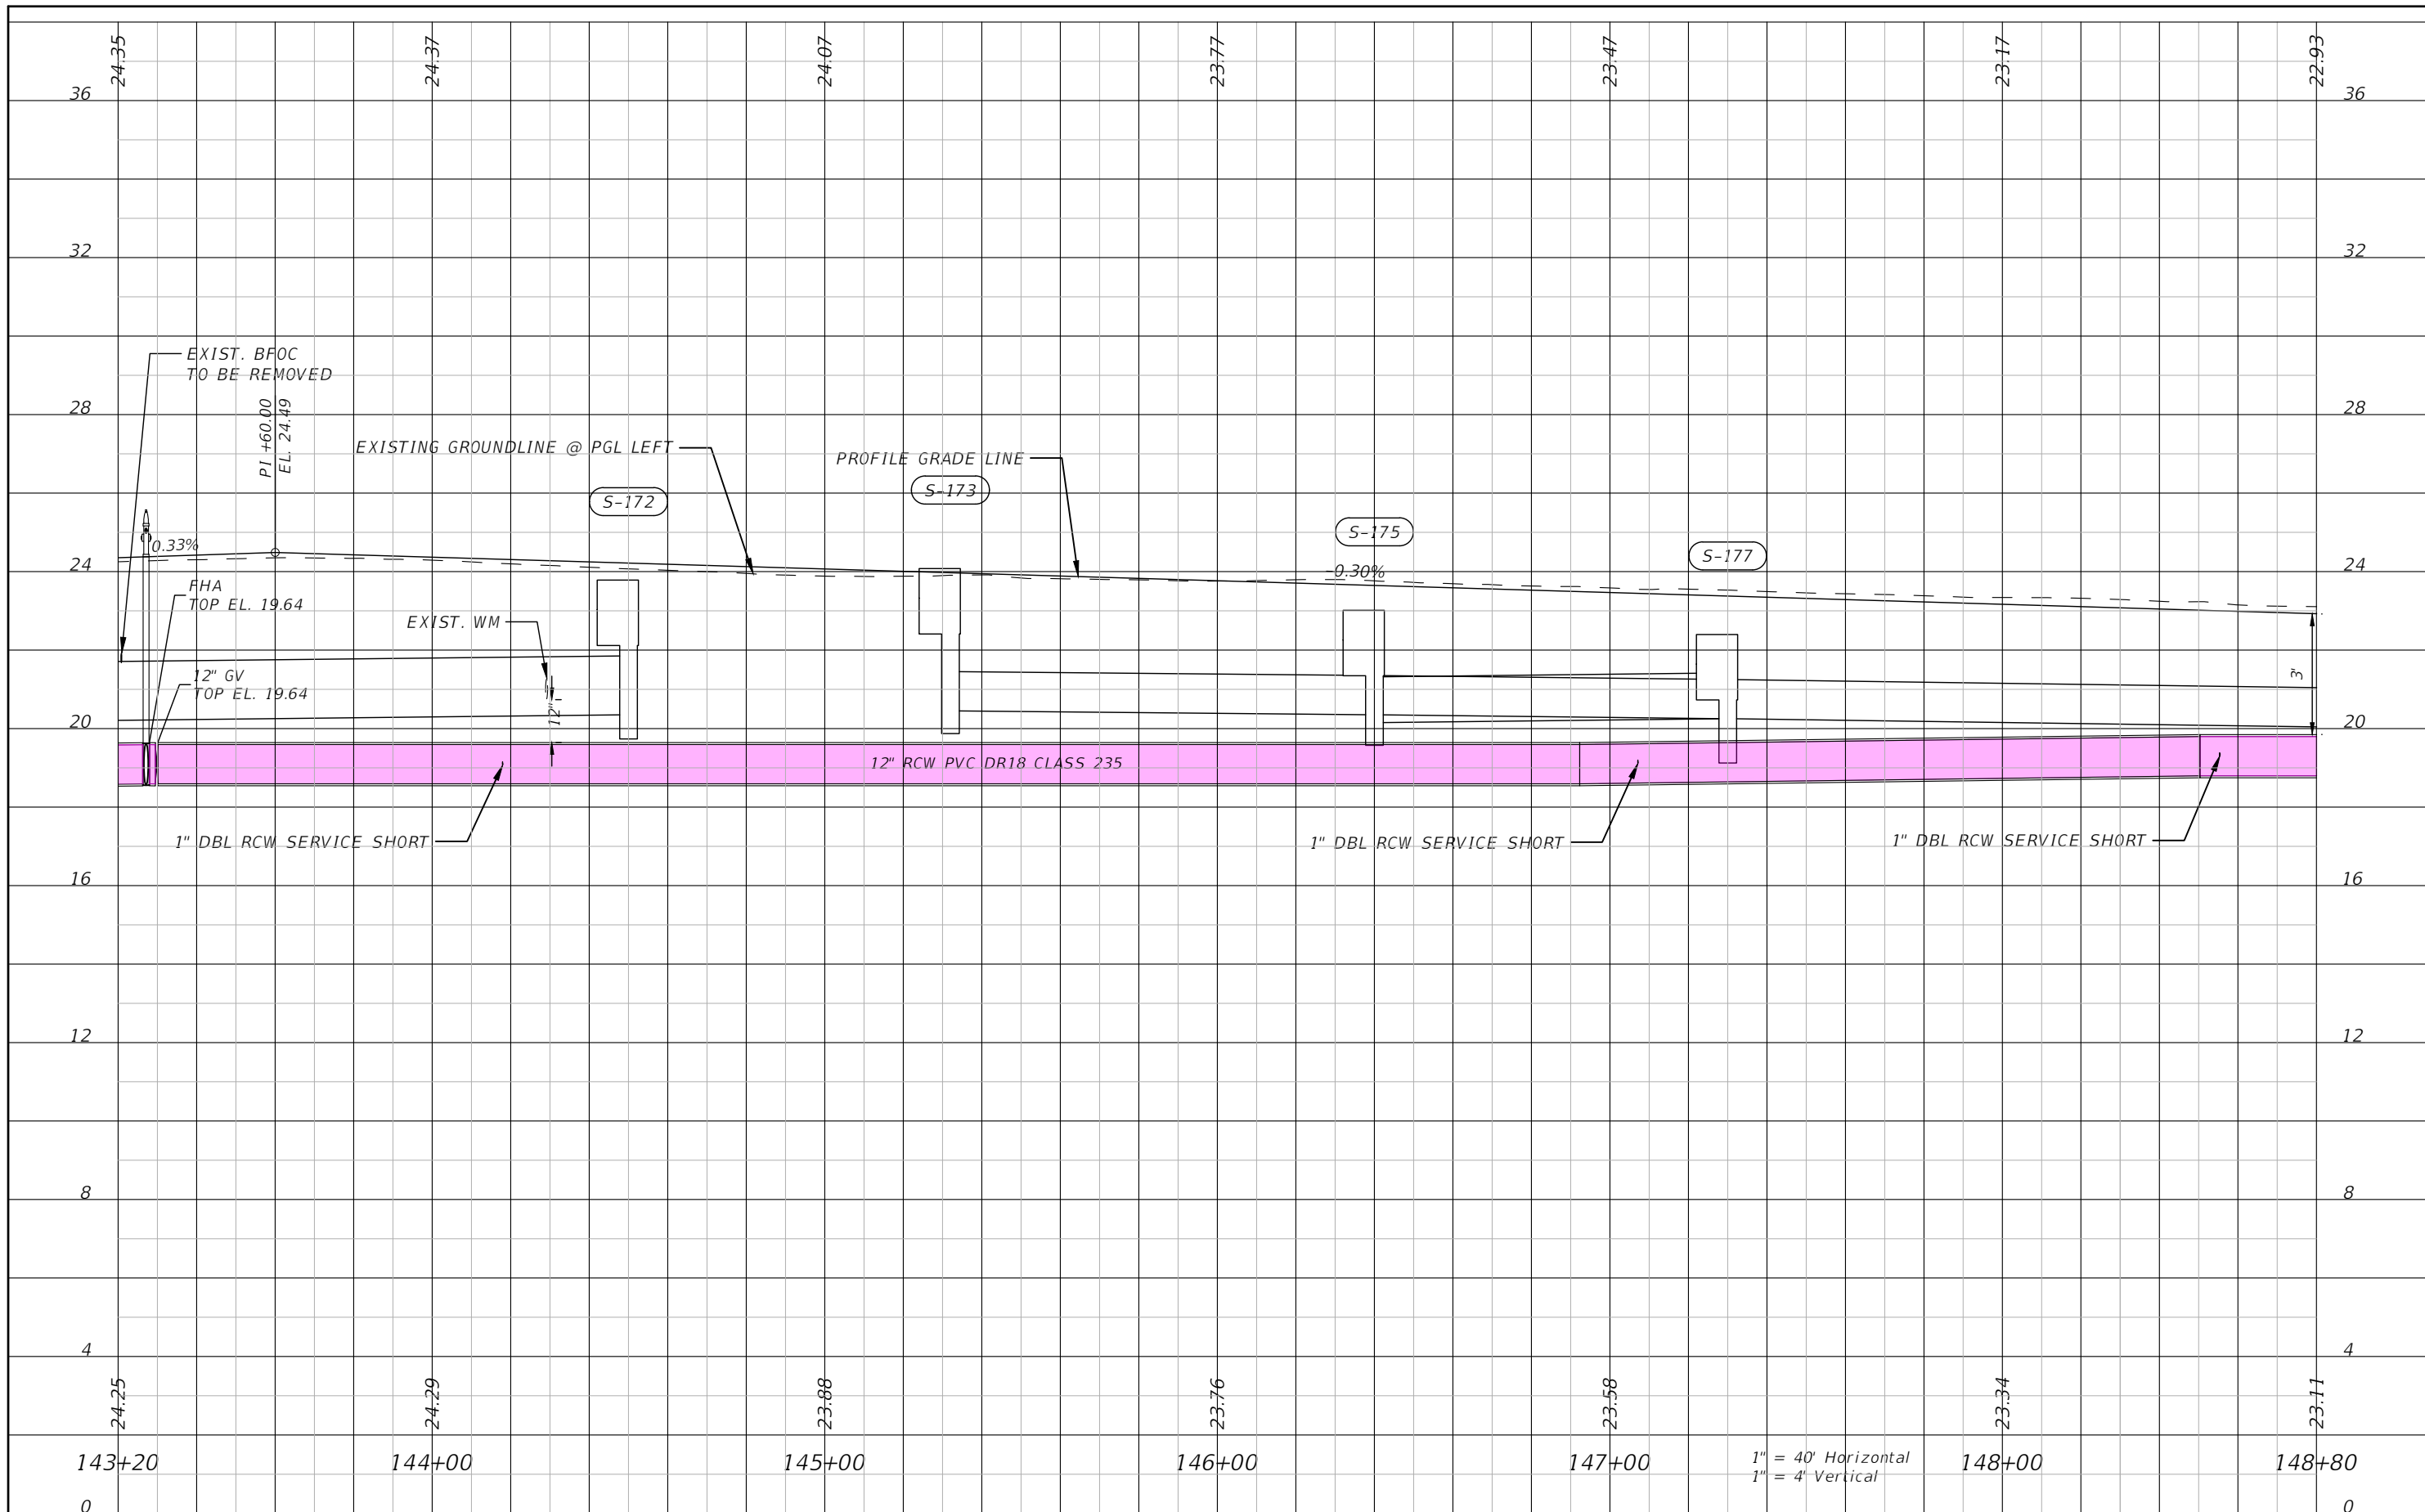 24.35 24.37 24.07 23.77 23.47 23.17 22.93
36 36
32 32
EXIST. BFOC
TO BE REMOVED
28 28
PI +60.00
EL. 24.49
EXISTING GROUNDLINE @ PGL LEFT
PROFILE GRADE LINE
S-172
S-173
S-175
S-177
0.33%
-0.30%
24 24
FHA
TOP EL. 19.64
EXIST. WM
12" GV
TOP EL. 19.64
12"
3'
20 20
12" RCW PVC DR18 CLASS 235
1" DBL RCW SERVICE SHORT
1" DBL RCW SERVICE SHORT
1" DBL RCW SERVICE SHORT
16 16
12 12
8 8
4 4
24.25 24.29 23.88 23.76 23.58 23.34 23.11
143+20 144+00 145+00 146+00 147+00 148+00 148+80
1" = 40' Horizontal
1" = 4' Vertical
0 0